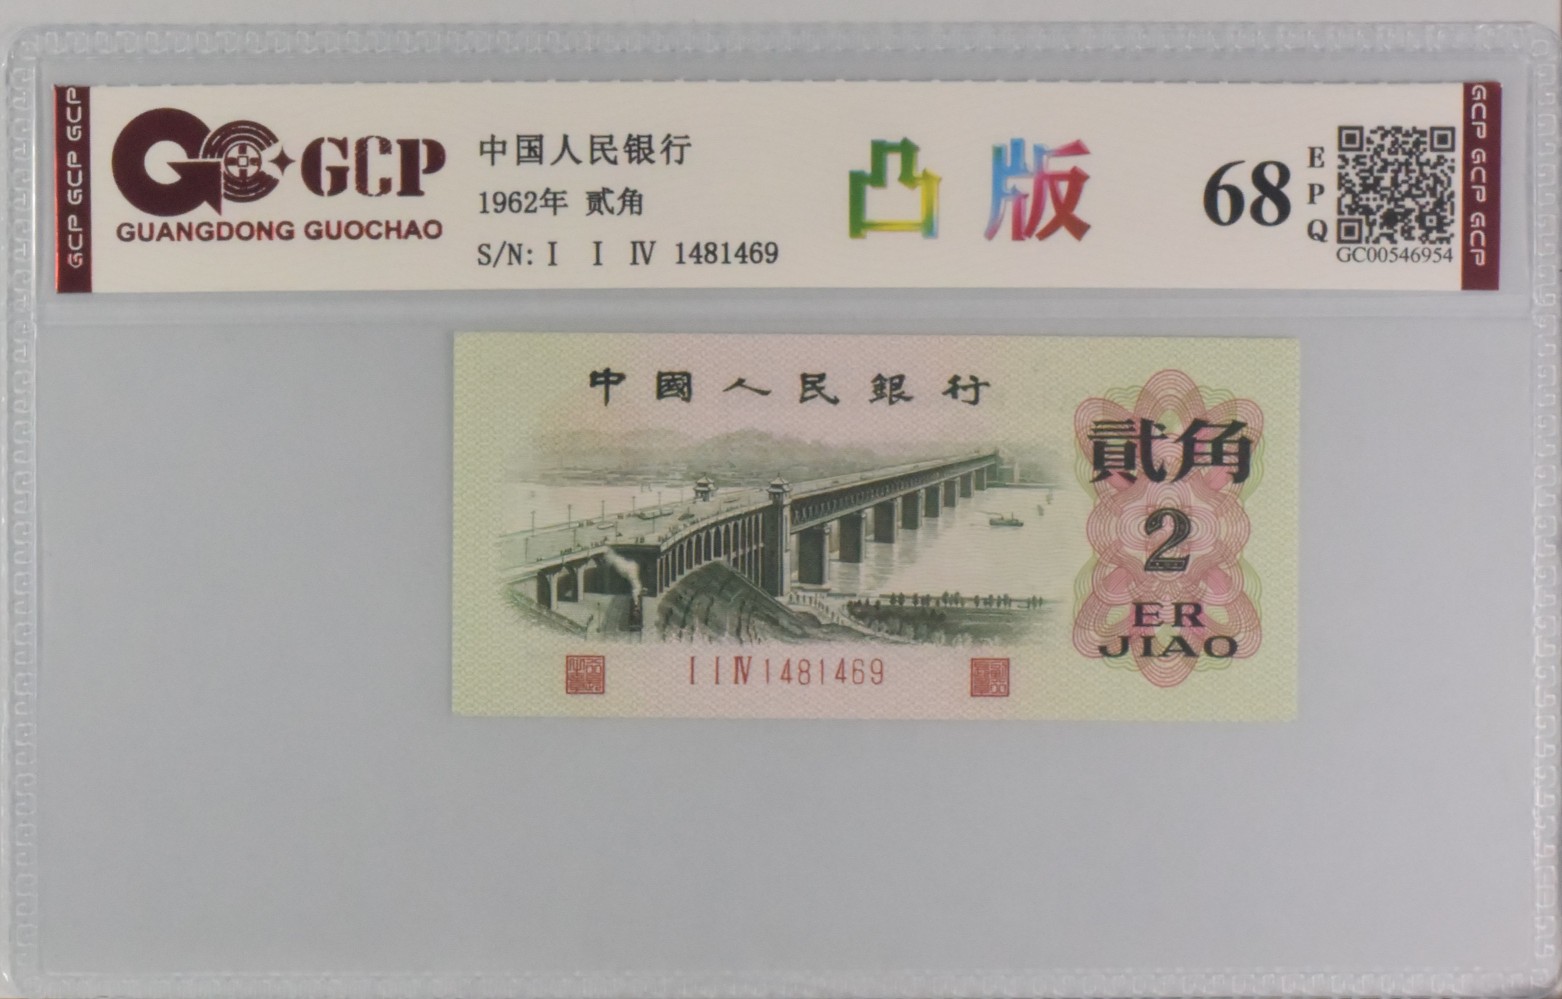 GCP GCP GCP
GCP
GUANGDONG GUOCHAO
中国人民银行
1962年 贰角
S/N: Ⅰ Ⅰ Ⅳ 1481469
凸版
68
EPQ
GC00546954
GCP GCP GCP
中國人民銀行
貳角
2
ER
JIAO
ⅠⅠⅣ1481469